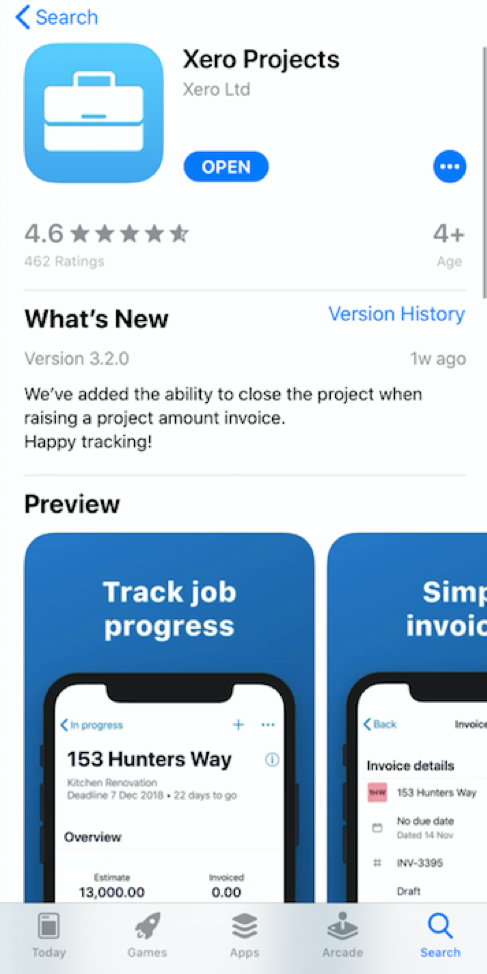 Search
Xero Projects
Xero Ltd
OPEN
4.6
4+
462 Ratings
Age
What's New
Version History
Version 3.2.0
1w ago
We've added the ability to close the project when
raising a project amount invoice.
Happy tracking!
Preview
Track job
progress
In progress
153 Hunters Way
Kitchen Renovation
Deadline 7 Dec 2018 • 22 days to go
Overview
Estimate
Invoiced
13,000.00
0.00
Back
Invoice details
1HW
153 Hunters Way
No due date
Dated 14 Nov
INV-3395
Draft
Today
Games
Apps
Arcade
Search